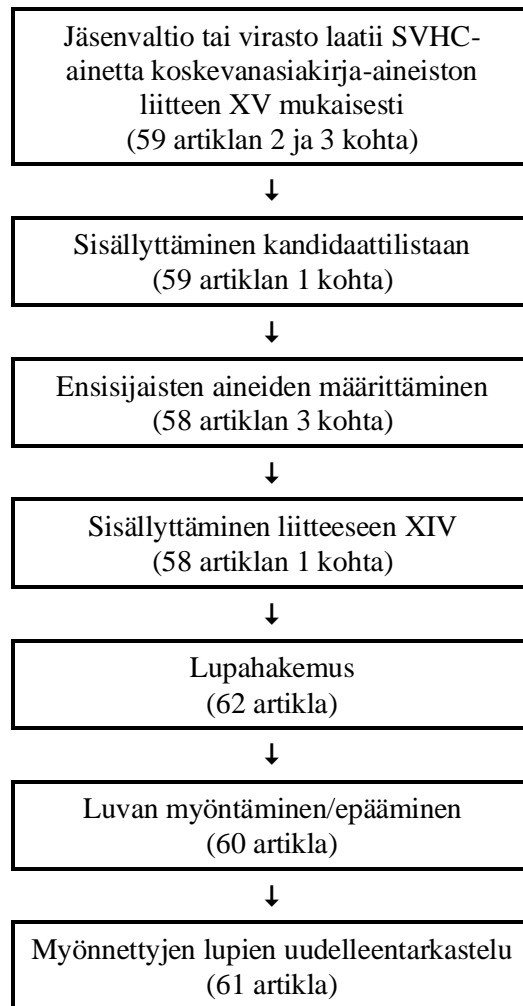 Jäsenvaltio tai virasto laatii SVHC-
ainetta koskevanasiakirja-aineiston
liitteen XV mukaisesti
(59 artiklan 2 ja 3 kohta)
↓
Sisällyttäminen kandidaattilistaan
(59 artiklan 1 kohta)
↓
Ensisijaisten aineiden määrittäminen
(58 artiklan 3 kohta)
↓
Sisällyttäminen liitteeseen XIV
(58 artiklan 1 kohta)
↓
Lupahakemus
(62 artikla)
↓
Luvan myöntäminen/epääminen
(60 artikla)
↓
Myönnettyjen lupien uudelleentarkastelu
(61 artikla)